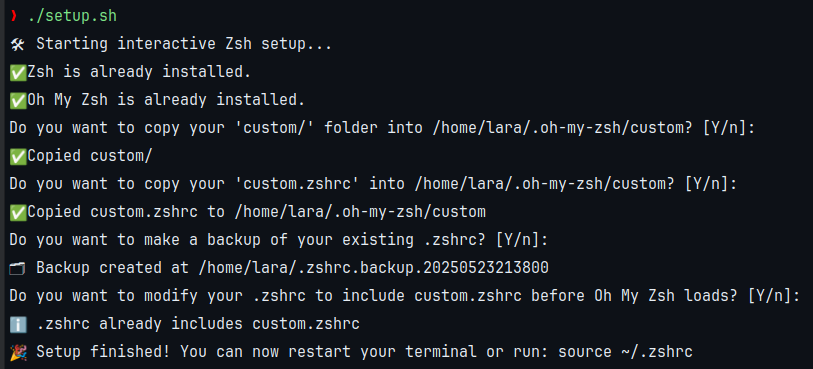 ❯ ./setup.sh
🛠 Starting interactive Zsh setup...
✅Zsh is already installed.
✅Oh My Zsh is already installed.
Do you want to copy your 'custom/' folder into /home/lara/.oh-my-zsh/custom? [Y/n]:
✅Copied custom/
Do you want to copy your 'custom.zshrc' into /home/lara/.oh-my-zsh/custom? [Y/n]:
✅Copied custom.zshrc to /home/lara/.oh-my-zsh/custom
Do you want to make a backup of your existing .zshrc? [Y/n]:
🗂 Backup created at /home/lara/.zshrc.backup.20250523213800
Do you want to modify your .zshrc to include custom.zshrc before Oh My Zsh loads? [Y/n]:
ℹ️ .zshrc already includes custom.zshrc
🎉 Setup finished! You can now restart your terminal or run: source ~/.zshrc